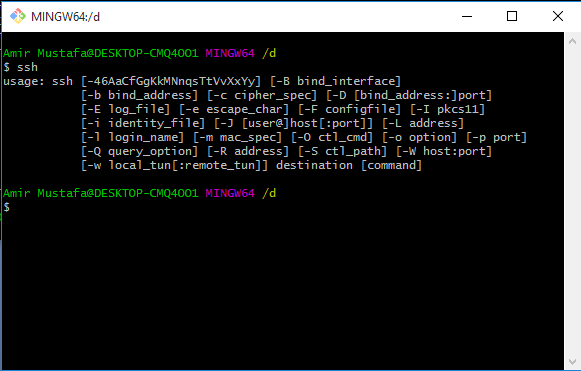 MINGW64:/d
Amir Mustafa@DESKTOP-CMQ4OO1 MINGW64 /d
$ ssh
usage: ssh [-46AaCfGgKkMNnqsTtVvXxYy] [-B bind_interface]
           [-b bind_address] [-c cipher_spec] [-D [bind_address:]port]
           [-E log_file] [-e escape_char] [-F configfile] [-I pkcs11]
           [-i identity_file] [-J [user@]host[:port]] [-L address]
           [-l login_name] [-m mac_spec] [-O ctl_cmd] [-o option] [-p port]
           [-Q query_option] [-R address] [-S ctl_path] [-W host:port]
           [-w local_tun[:remote_tun]] destination [command]
Amir Mustafa@DESKTOP-CMQ4OO1 MINGW64 /d
$